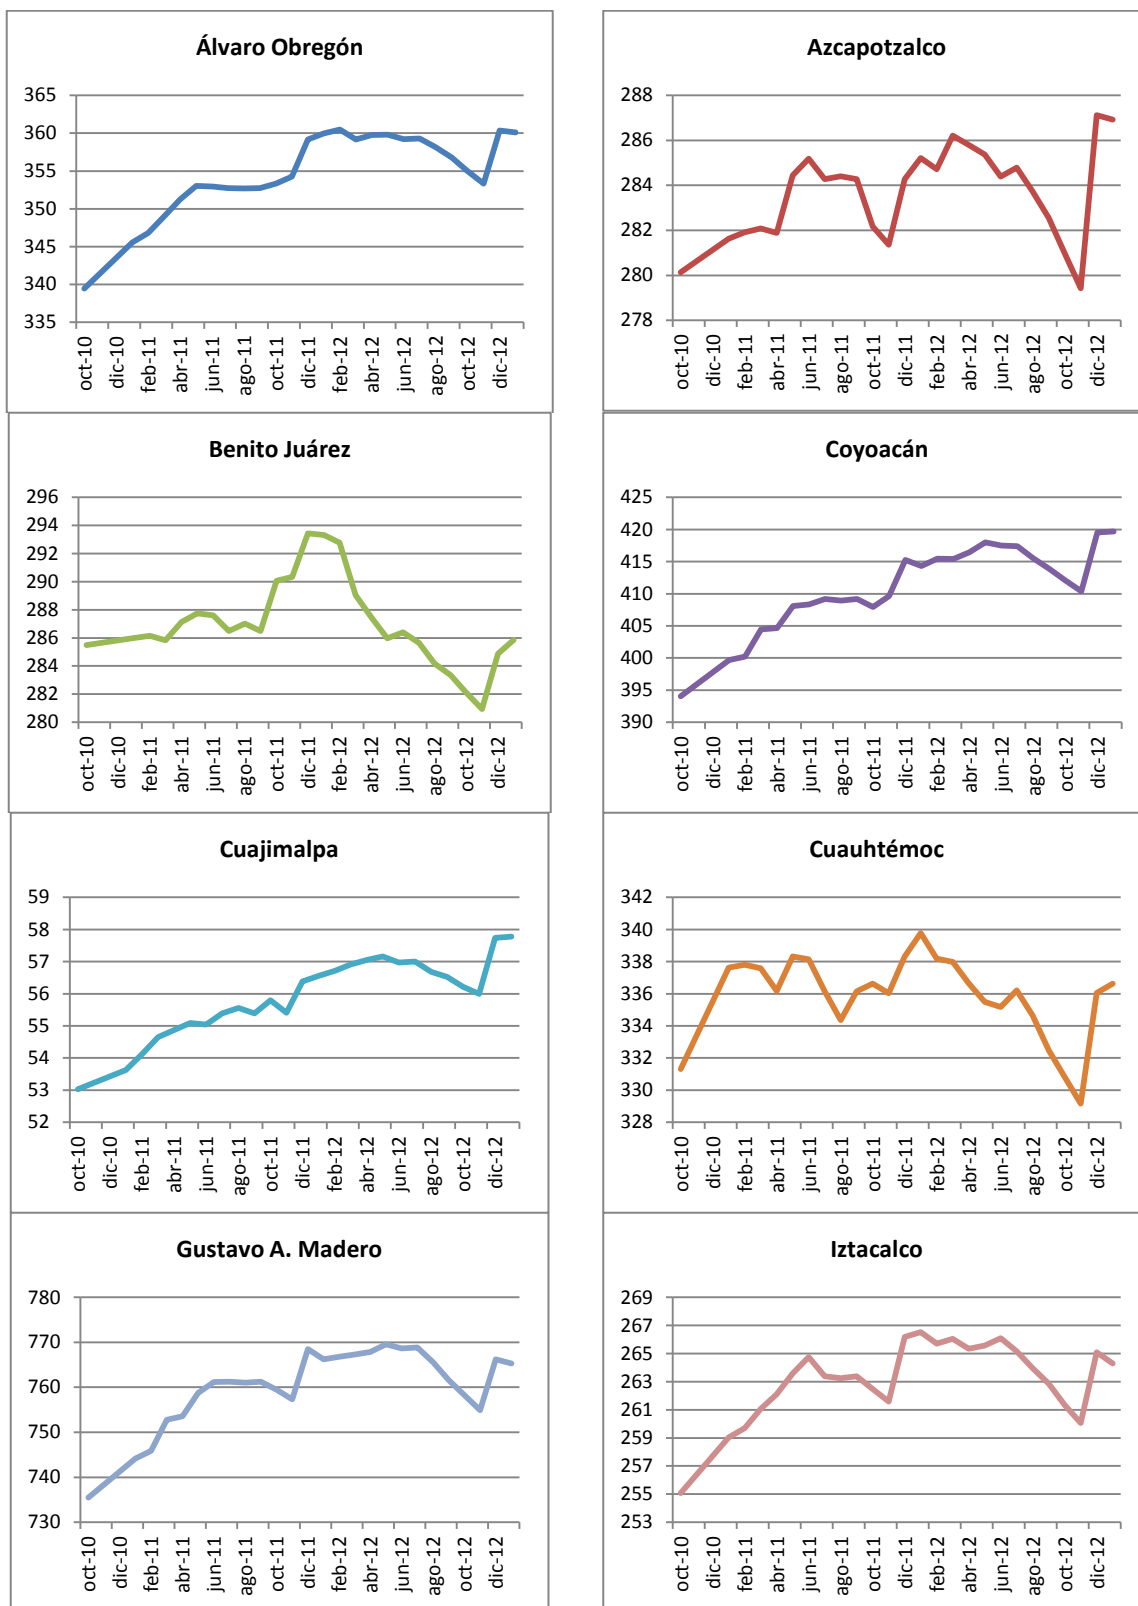 Álvaro Obregón
365
360
355
350
345
340
335
oct-10
dic-10
feb-11
abr-11
jun-11
ago-11
oct-11
dic-11
feb-12
abr-12
jun-12
ago-12
oct-12
dic-12
Azcapotzalco
288
286
284
282
280
278
oct-10
dic-10
feb-11
abr-11
jun-11
ago-11
oct-11
dic-11
feb-12
abr-12
jun-12
ago-12
oct-12
dic-12
Benito Juárez
296
294
292
290
288
286
284
282
280
oct-10
dic-10
feb-11
abr-11
jun-11
ago-11
oct-11
dic-11
feb-12
abr-12
jun-12
ago-12
oct-12
dic-12
Coyoacán
425
420
415
410
405
400
395
390
oct-10
dic-10
feb-11
abr-11
jun-11
ago-11
oct-11
dic-11
feb-12
abr-12
jun-12
ago-12
oct-12
dic-12
Cuajimalpa
59
58
57
56
55
54
53
52
oct-10
dic-10
feb-11
abr-11
jun-11
ago-11
oct-11
dic-11
feb-12
abr-12
jun-12
ago-12
oct-12
dic-12
Cuauhtémoc
342
340
338
336
334
332
330
328
oct-10
dic-10
feb-11
abr-11
jun-11
ago-11
oct-11
dic-11
feb-12
abr-12
jun-12
ago-12
oct-12
dic-12
Gustavo A. Madero
780
770
760
750
740
730
oct-10
dic-10
feb-11
abr-11
jun-11
ago-11
oct-11
dic-11
feb-12
abr-12
jun-12
ago-12
oct-12
dic-12
Iztacalco
269
267
265
263
261
259
257
255
253
oct-10
dic-10
feb-11
abr-11
jun-11
ago-11
oct-11
dic-11
feb-12
abr-12
jun-12
ago-12
oct-12
dic-12